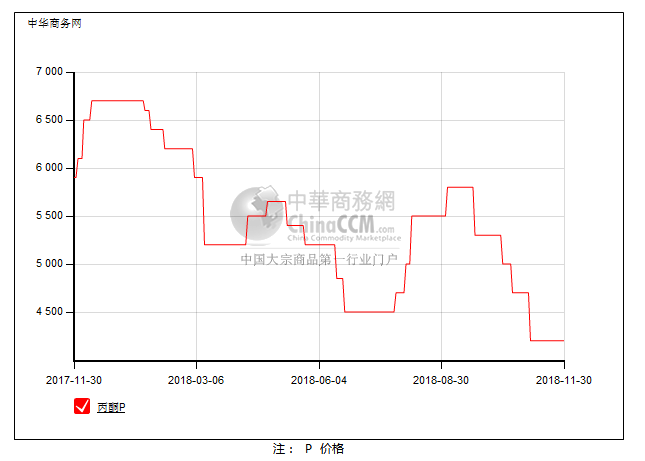 中华商务网
7 000
6 500
6 000
5 500
5 000
4 500
中華商務網
ChinaCCM.com
China Commodity Marketplace
中国大宗商品第一行业门户
2017-11-30 2018-03-06 2018-06-04 2018-08-30 2018-11-30
丙酮P
注： P 价格